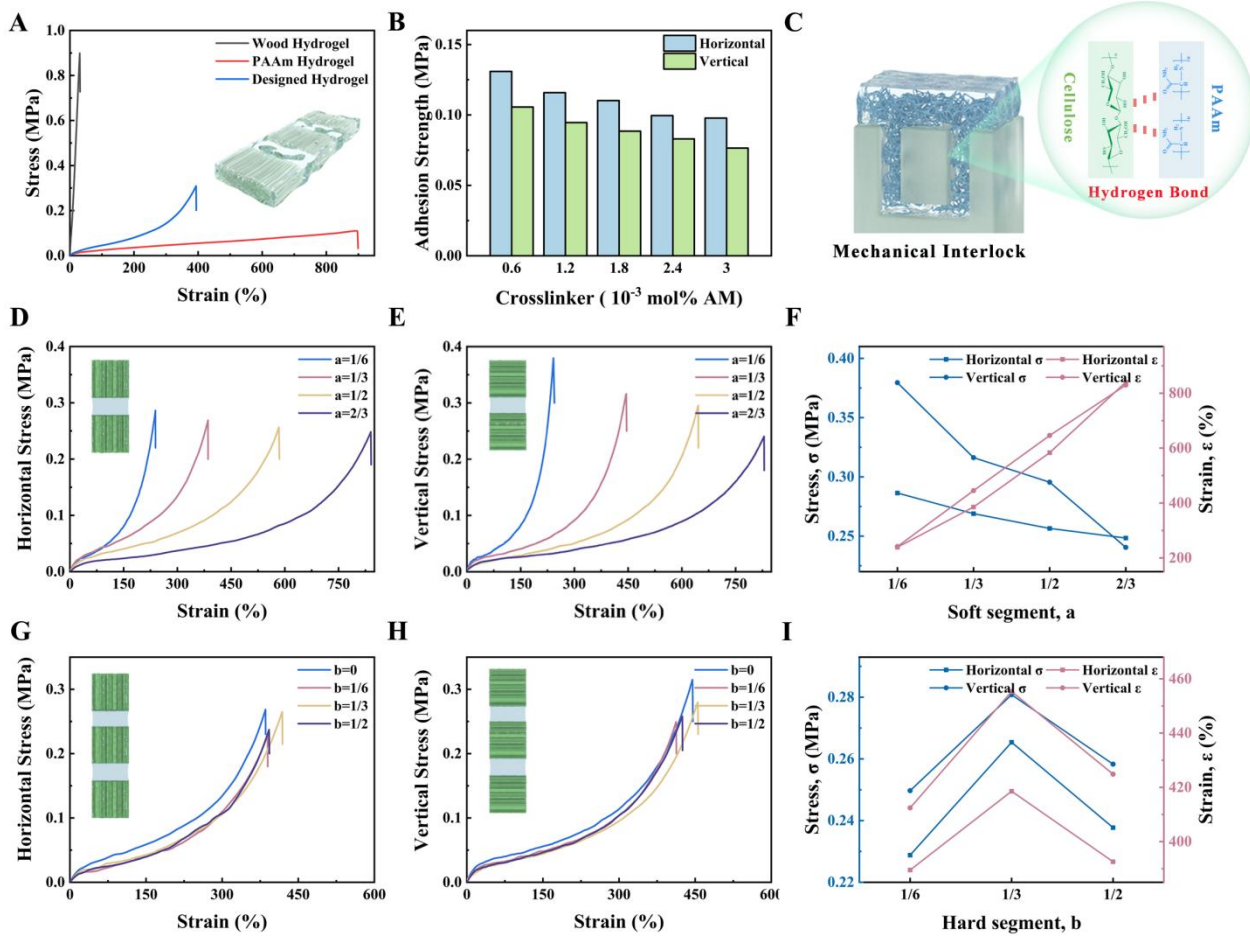 A
Stress (MPa)
1.0
0.8
0.6
0.4
0.2
0.0
Wood Hydrogel
PAAm Hydrogel
Designed Hydrogel
0 200 400 600 800
Strain (%)
B
Adhesion Strength (MPa)
0.15
0.10
0.05
0.00
Horizontal
Vertical
0.6 1.2 1.8 2.4 3
Crosslinker ( 10⁻³ mol% AM)
C
Cellulose
PAAm
Hydrogen Bond
Mechanical Interlock
D
Horizontal Stress (MPa)
0.4
0.3
0.2
0.1
0.0
a=1/6
a=1/3
a=1/2
a=2/3
0 150 300 450 600 750
Strain (%)
E
Vertical Stress (MPa)
0.4
0.3
0.2
0.1
0.0
a=1/6
a=1/3
a=1/2
a=2/3
0 150 300 450 600 750
Strain (%)
F
Stress, σ (MPa)
0.40
0.35
0.30
0.25
Horizontal σ Horizontal ε
Vertical σ Vertical ε
800
600
400
200
Strain, ε (%)
1/6 1/3 1/2 2/3
Soft segment, a
G
Horizontal Stress (MPa)
0.3
0.2
0.1
0.0
b=0
b=1/6
b=1/3
b=1/2
0 150 300 450 600
Strain (%)
H
Vertical Stress (MPa)
0.3
0.2
0.1
0.0
b=0
b=1/6
b=1/3
b=1/2
0 150 300 450 600
Strain (%)
I
Stress, σ (MPa)
0.28
0.26
0.24
0.22
Horizontal σ Horizontal ε
Vertical σ Vertical ε
460
440
420
400
390
Strain, ε (%)
1/6 1/3 1/2
Hard segment, b